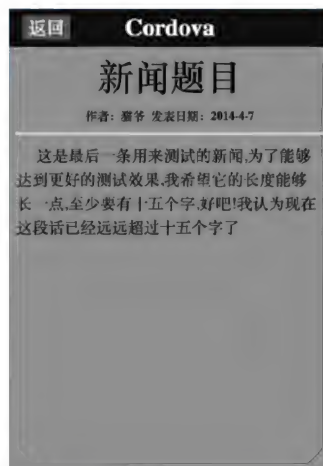 返回 Cordova
新闻题目
作者：猫爷 发表日期：2014-4-7
这是最后一条用来测试的新闻,为了能够
达到更好的测试效果,我希望它的长度能够
长一点,至少要有十五个字.好吧!我认为现在
这段话已经远远超过十五个字了